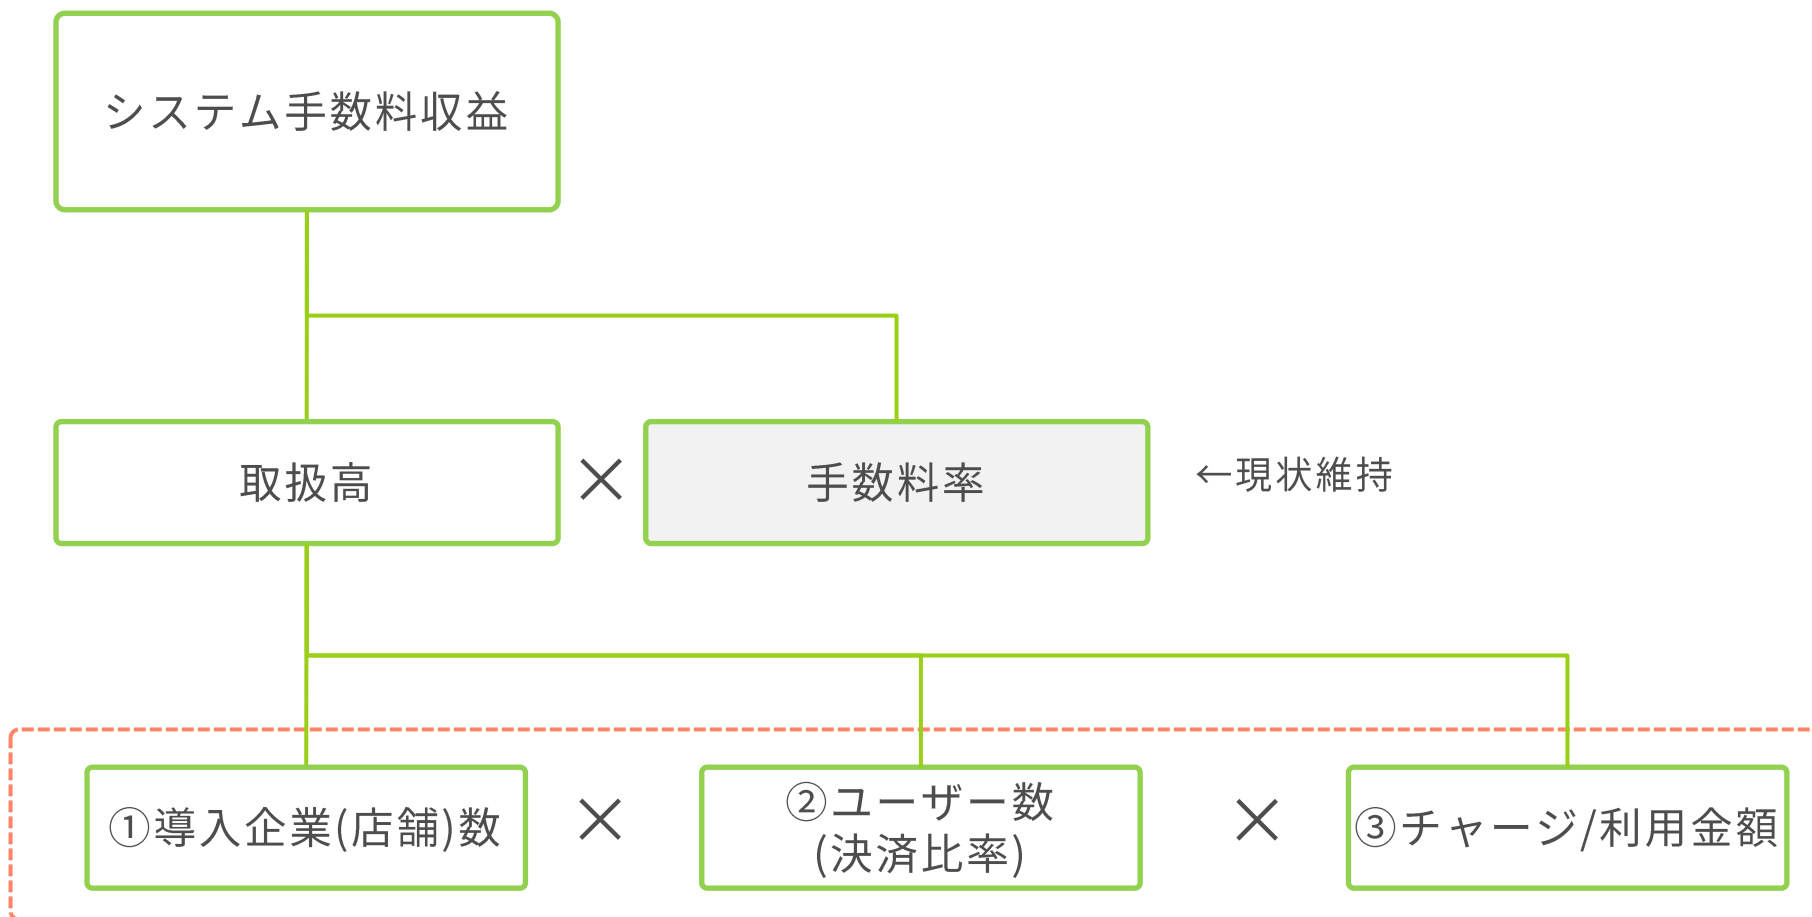 システム手数料収益
取扱高
×
手数料率
←現状維持
①導入企業(店舗)数
×
②ユーザー数
(決済比率)
×
③チャージ/利用金額